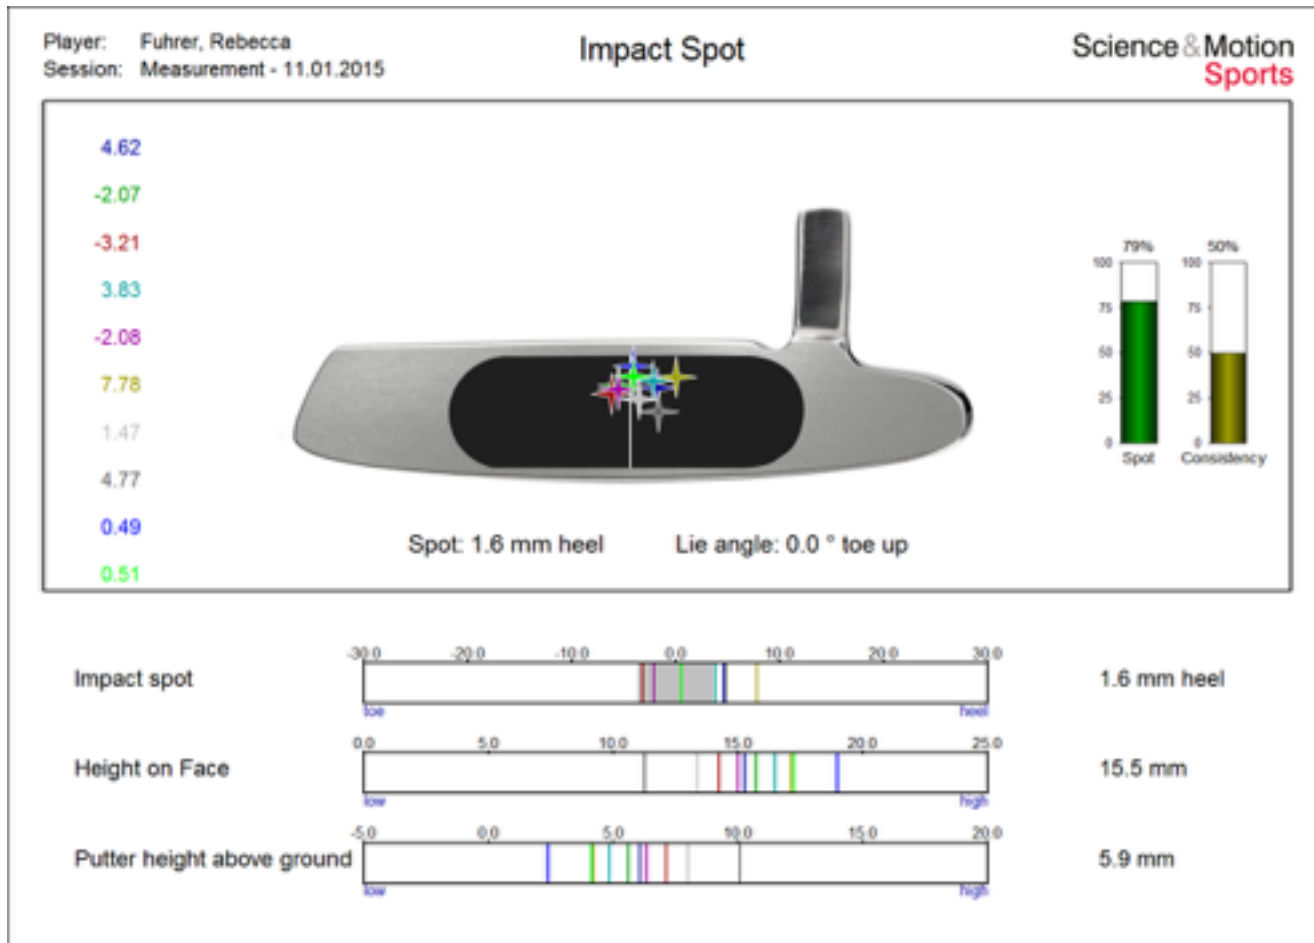 Player: Fuhrer, Rebecca
Session: Measurement - 11.01.2015
Impact Spot
Science&Motion
Sports
4.62
-2.07
-3.21
3.83
-2.08
7.78
1.47
4.77
0.49
0.51
79% 50%
100 100
75 75
50 50
25 25
0 0
Spot Consistency
Spot: 1.6 mm heel Lie angle: 0.0 ° toe up
-30.0 -20.0 -10.0 0.0 10.0 20.0 30.0
Impact spot 1.6 mm heel
toe heel
0.0 5.0 10.0 15.0 20.0 25.0
Height on Face 15.5 mm
low high
-5.0 0.0 5.0 10.0 15.0 20.0
Putter height above ground 5.9 mm
low high